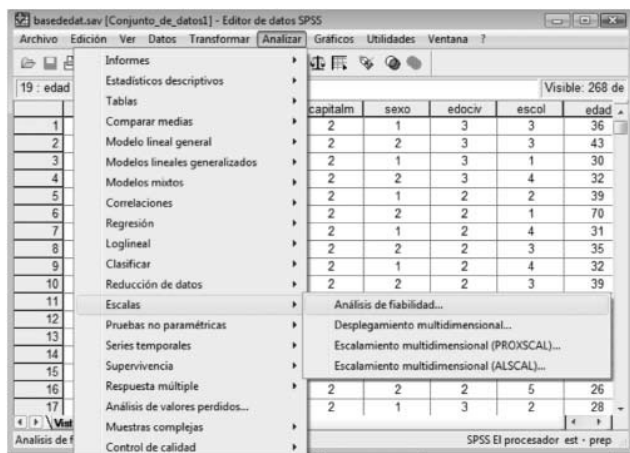 basededat.sav [Conjunto_de_datos1] - Editor de datos SPSS
Archivo Edición Ver Datos Transformar Analizar Gráficos Utilidades Ventana ?
19 : edad Visible: 268 de
Informes
Estadísticos descriptivos
Tablas
Comparar medias
Modelo lineal general
Modelos lineales generalizados
Modelos mixtos
Correlaciones
Regresión
Loglineal
Clasificar
Reducción de datos
Escalas
Pruebas no paramétricas
Series temporales
Supervivencia
Respuesta múltiple
Análisis de valores perdidos...
Muestras complejas
Control de calidad
Análisis de fiabilidad...
Desplegamiento multidimensional...
Escalamiento multidimensional (PROXSCAL)...
Escalamiento multidimensional (ALSCAL)...
capitalm sexo edociv escol edad
1 2 1 3 3 36
2 2 2 3 3 43
3 2 1 3 1 30
4 2 2 3 4 32
5 2 1 2 2 39
6 2 2 2 1 70
7 2 1 2 4 31
8 2 2 2 3 35
9 2 1 2 4 32
10 2 2 2 3 39
11
12
13
14
15
16 2 2 2 5 26
17 2 1 3 2 28
Vist
Analisis de f SPSS El procesador est - prep